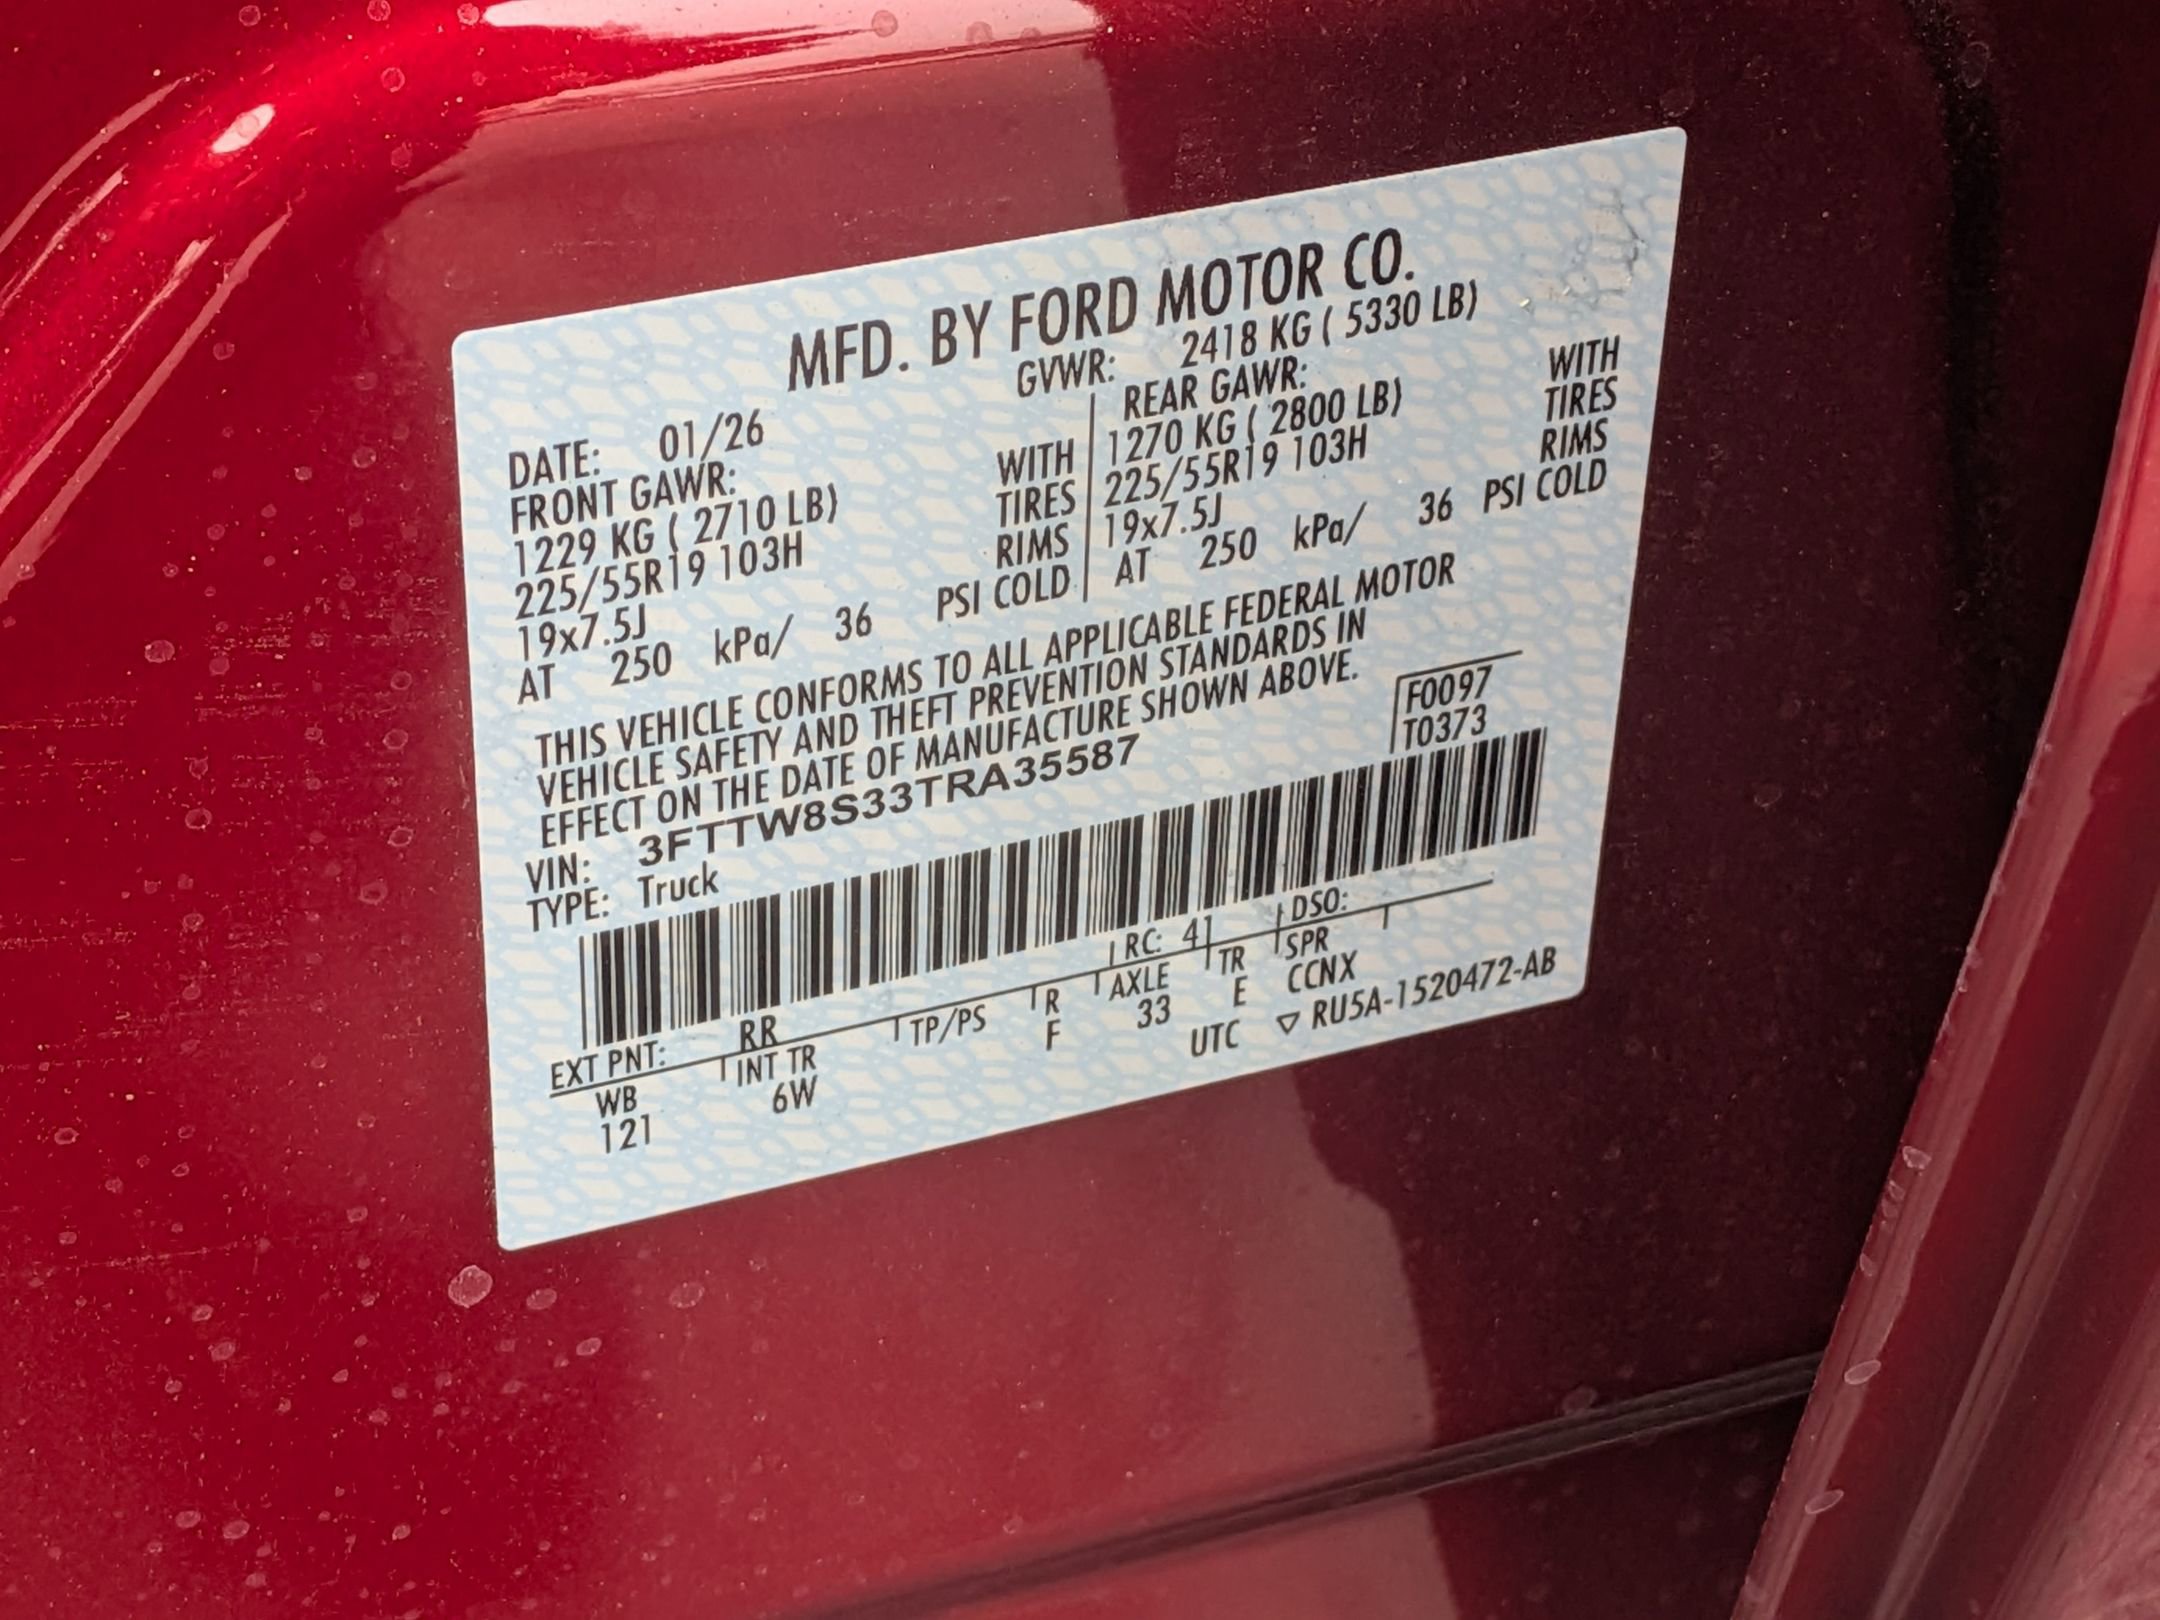 MFD. BY FORD MOTOR CO.
DATE: 01/26 GVWR: 2418 KG ( 5330 LB)
FRONT GAWR: REAR GAWR:
1229 KG ( 2710 LB) WITH 1270 KG ( 2800 LB) WITH
225/55R19 103H TIRES 225/55R19 103H TIRES
19x7.5J RIMS 19x7.5J RIMS
AT 250 kPa/ 36 PSI COLD AT 250 kPa/ 36 PSI COLD
THIS VEHICLE CONFORMS TO ALL APPLICABLE FEDERAL MOTOR
VEHICLE SAFETY AND THEFT PREVENTION STANDARDS IN
EFFECT ON THE DATE OF MANUFACTURE SHOWN ABOVE.
F0097
VIN: 3FTTW8S33TRA35587 T0373
TYPE: Truck
EXT PNT: RR RC: 41 DSO:
WB INT TR TP/PS R AXLE TR SPR
121 6W F 33 E CCNX
UTC ▽ RU5A-1520472-AB